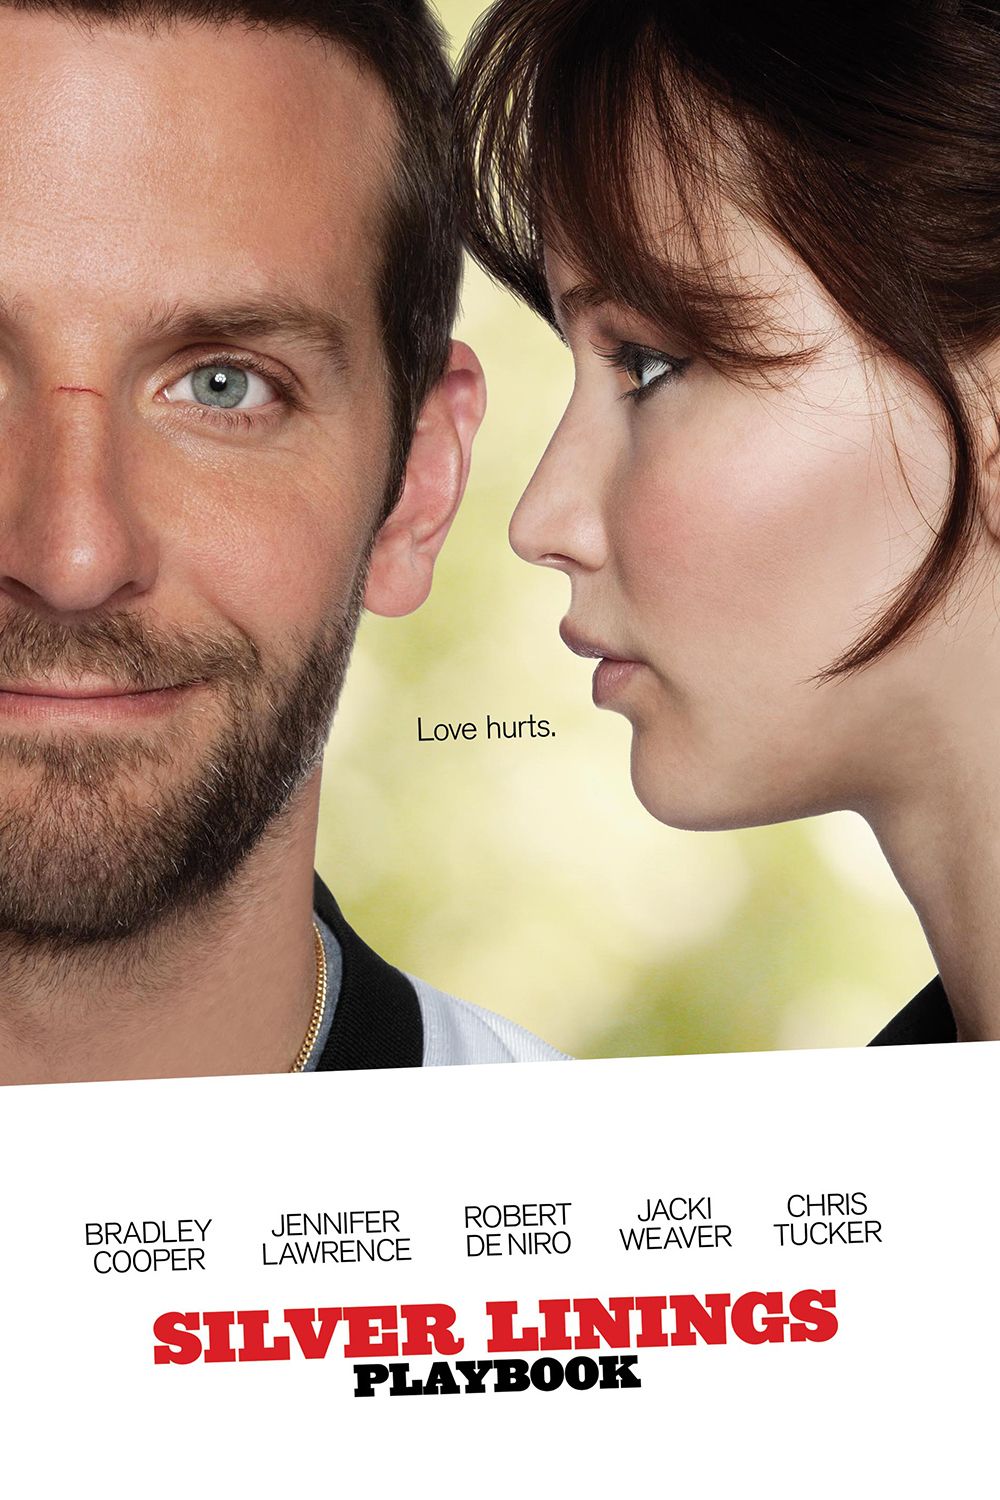 Love hurts.
BRADLEY COOPER
JENNIFER LAWRENCE
ROBERT DE NIRO
JACKI WEAVER
CHRIS TUCKER
SILVER LININGS
PLAYBOOK